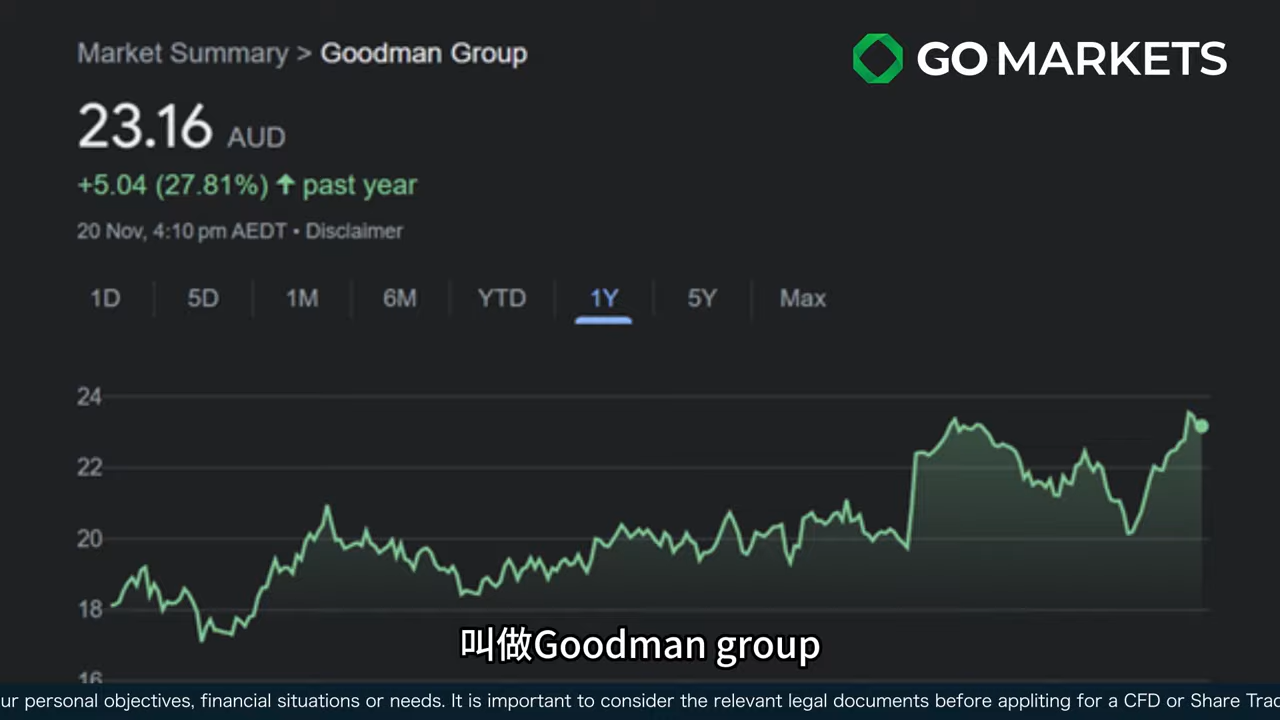 Market Summary > Goodman Group
GO MARKETS
23.16 AUD
+5.04 (27.81%) ↑ past year
20 Nov, 4:10 pm AEDT • Disclaimer
1D 5D 1M 6M YTD 1Y 5Y Max
24
22
20
18
16
叫做Goodman group
ur personal objectives, financial situations or needs. It is important to consider the relevant legal documents before appliting for a CFD or Share Trad